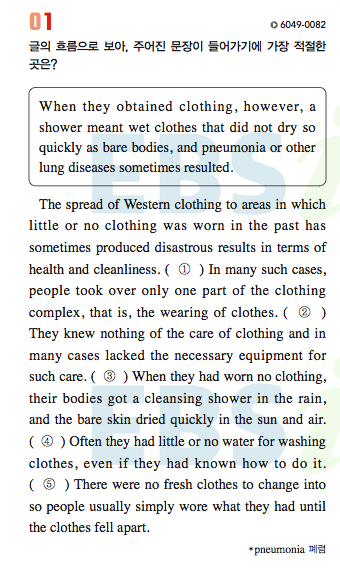 01
6049-0082
글의 흐름으로 보아, 주어진 문장이 들어가기에 가장 적절한
곳은?
When they obtained clothing, however, a
shower meant wet clothes that did not dry so
quickly as bare bodies, and pneumonia or other
lung diseases sometimes resulted.
The spread of Western clothing to areas in which
little or no clothing was worn in the past has
sometimes produced disastrous results in terms of
health and cleanliness. ( ① ) In many such cases,
people took over only one part of the clothing
complex, that is, the wearing of clothes. ( ② )
They knew nothing of the care of clothing and in
many cases lacked the necessary equipment for
such care. ( ③ ) When they had worn no clothing,
their bodies got a cleansing shower in the rain,
and the bare skin dried quickly in the sun and air.
( ④ ) Often they had little or no water for washing
clothes, even if they had known how to do it.
( ⑤ ) There were no fresh clothes to change into
so people usually simply wore what they had until
the clothes fell apart.
*pneumonia 폐렴
EBSi
EBSi